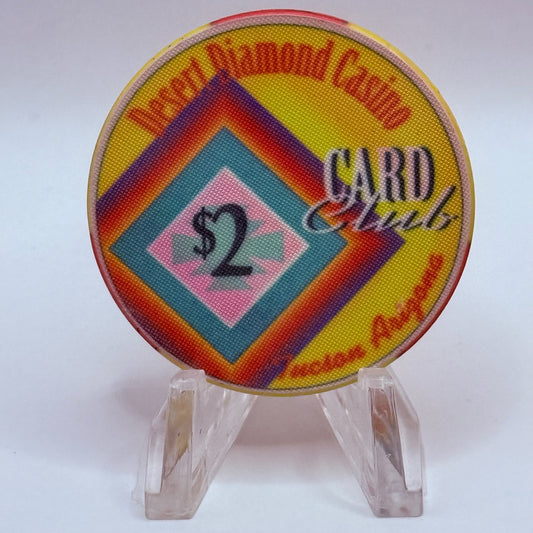 Desert Diamond Casino
CARD
Club
$2
Tucson Arizona